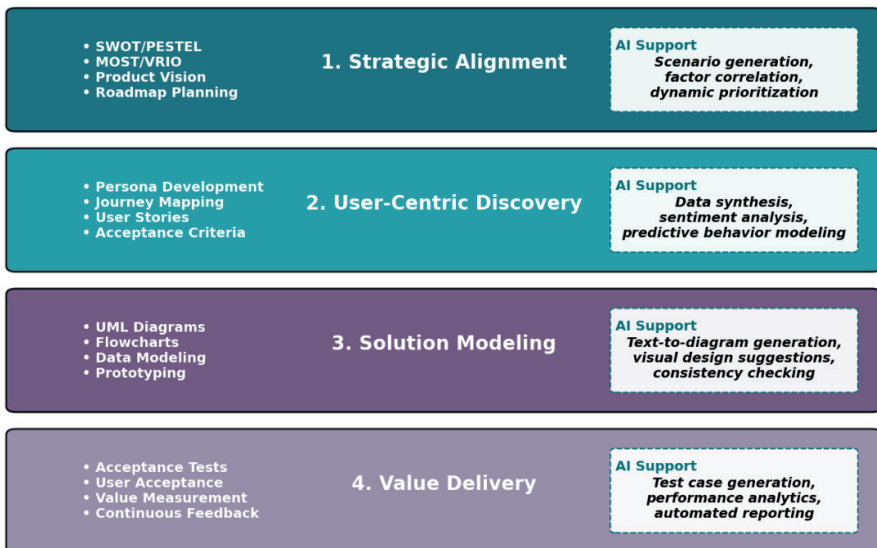 • SWOT/PESTEL
• MOST/VRIO
• Product Vision
• Roadmap Planning
1. Strategic Alignment
AI Support
Scenario generation,
factor correlation,
dynamic prioritization
• Persona Development
• Journey Mapping
• User Stories
• Acceptance Criteria
2. User-Centric Discovery
AI Support
Data synthesis,
sentiment analysis,
predictive behavior modeling
• UML Diagrams
• Flowcharts
• Data Modeling
• Prototyping
3. Solution Modeling
AI Support
Text-to-diagram generation,
visual design suggestions,
consistency checking
• Acceptance Tests
• User Acceptance
• Value Measurement
• Continuous Feedback
4. Value Delivery
AI Support
Test case generation,
performance analytics,
automated reporting